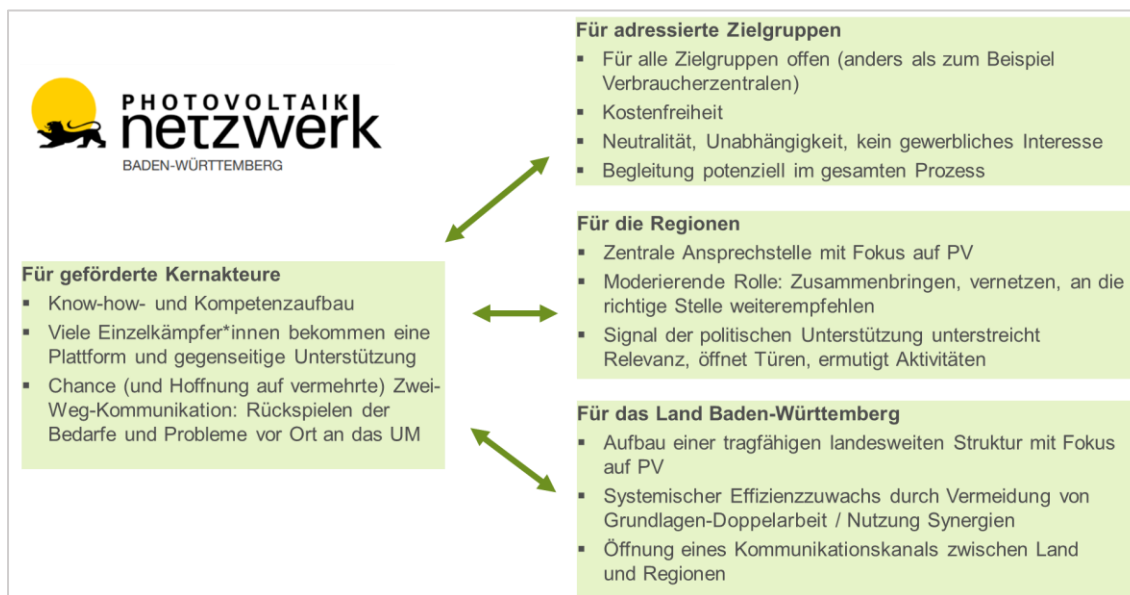 PHOTOVOLTAIK
netzwerk
BADEN-WÜRTTEMBERG
Für geförderte Kernakteure
▪ Know-how- und Kompetenzaufbau
▪ Viele Einzelkämpfer*innen bekommen eine
Plattform und gegenseitige Unterstützung
▪ Chance (und Hoffnung auf vermehrte) Zwei-
Weg-Kommunikation: Rückspielen der
Bedarfe und Probleme vor Ort an das UM
Für adressierte Zielgruppen
▪ Für alle Zielgruppen offen (anders als zum Beispiel
Verbraucherzentralen)
▪ Kostenfreiheit
▪ Neutralität, Unabhängigkeit, kein gewerbliches Interesse
▪ Begleitung potenziell im gesamten Prozess
Für die Regionen
▪ Zentrale Ansprechstelle mit Fokus auf PV
▪ Moderierende Rolle: Zusammenbringen, vernetzen, an die
richtige Stelle weiterempfehlen
▪ Signal der politischen Unterstützung unterstreicht
Relevanz, öffnet Türen, ermutigt Aktivitäten
Für das Land Baden-Württemberg
▪ Aufbau einer tragfähigen landesweiten Struktur mit Fokus
auf PV
▪ Systemischer Effizienzzuwachs durch Vermeidung von
Grundlagen-Doppelarbeit / Nutzung Synergien
▪ Öffnung eines Kommunikationskanals zwischen Land
und Regionen